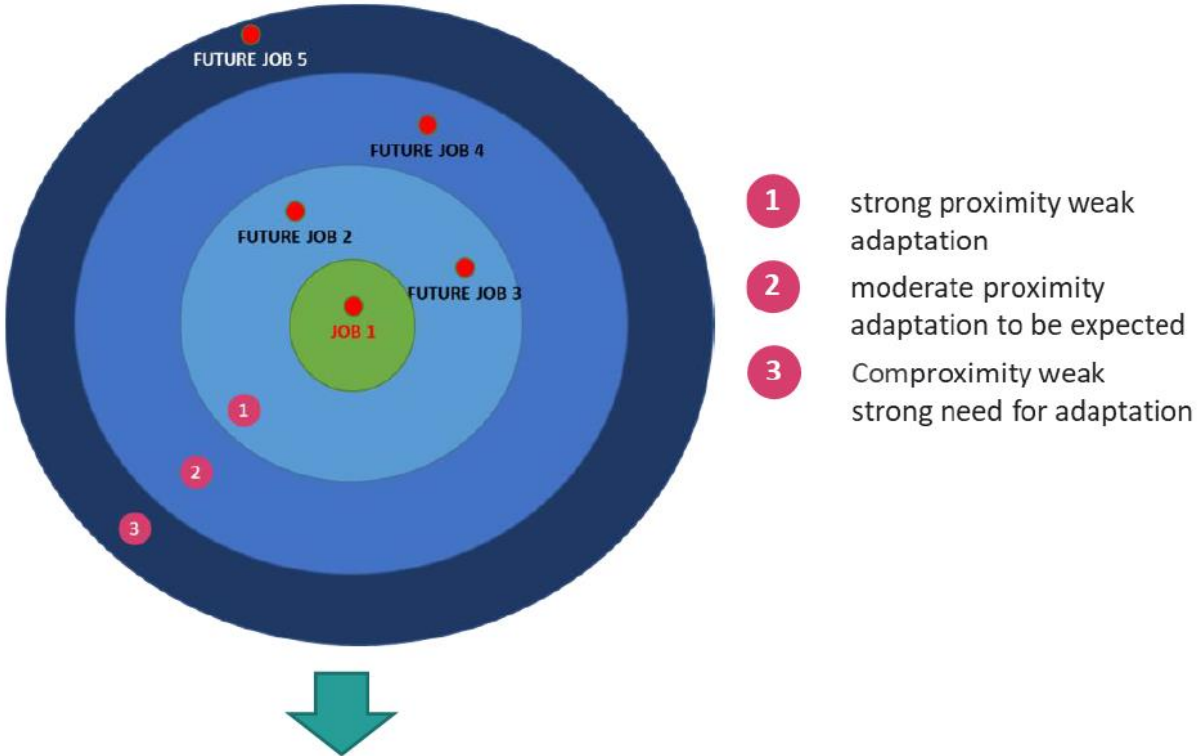 FUTURE JOB 5
FUTURE JOB 4
FUTURE JOB 2
FUTURE JOB 3
JOB 1
1
2
3
1
strong proximity weak
adaptation
2
moderate proximity
adaptation to be expected
3
Comproximity weak
strong need for adaptation